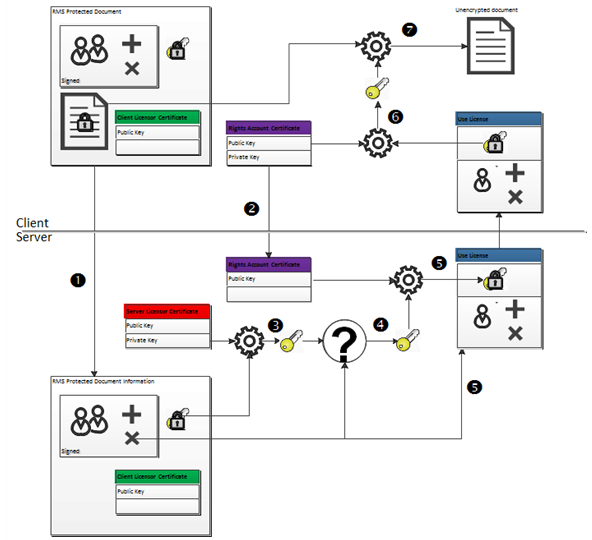 RMS Protected Document
Signed
Client Licensor Certificate
Public Key
Unencrypted document
7
6
Rights Account Certificate
Public Key
Private Key
Use License
2
Client
Server
1
Rights Account Certificate
Public Key
5
Use License
Server Licensor Certificate
Public Key
Private Key
3
?
4
5
RMS Protected Document Information
Signed
Client Licensor Certificate
Public Key